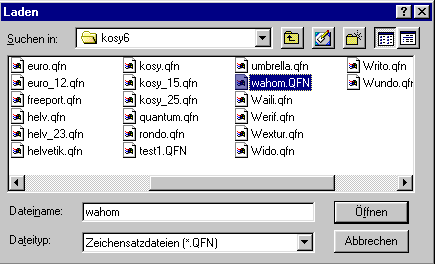 Laden
Suchen in: kosy6
euro.qfn kosy.qfn umbrella.qfn Writo.qfn
euro_12.qfn kosy_15.qfn wahom.QFN Wundo.qfn
freeport.qfn kosy_25.qfn Waili.qfn
helv.qfn quantum.qfn Werif.qfn
helv_23.qfn rondo.qfn Wextur.qfn
helvetik.qfn test1.QFN Wido.qfn
Dateiname: wahom Öffnen
Dateityp: Zeichensatzdateien (*.QFN) Abbrechen